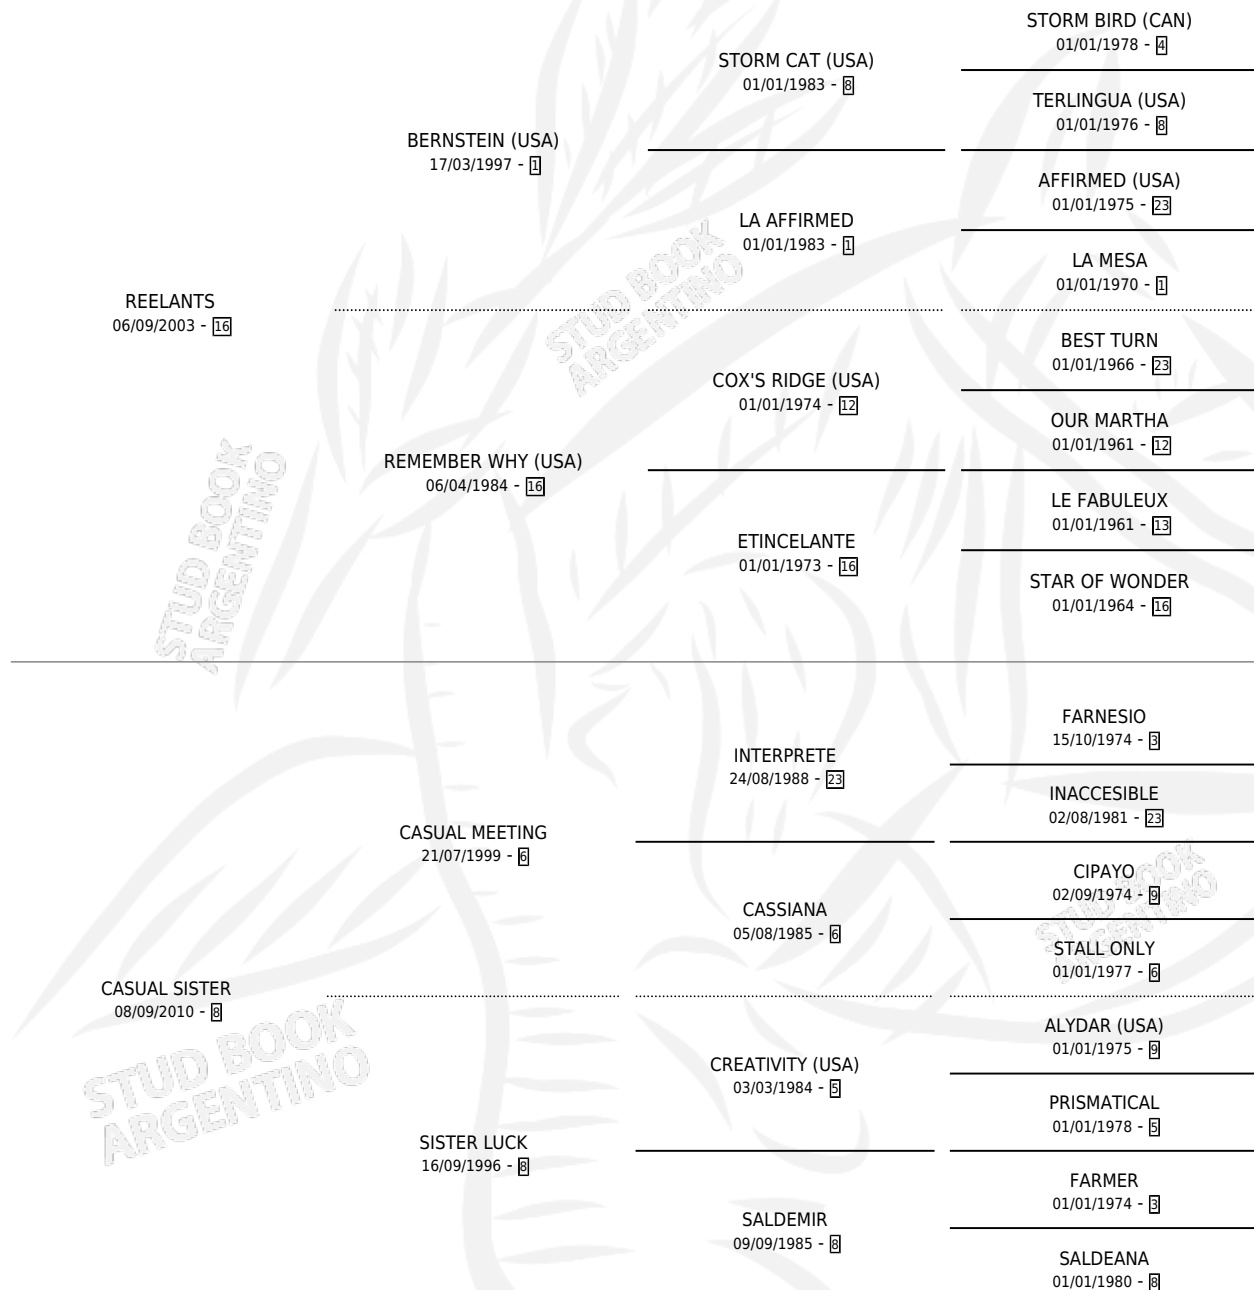 STORM BIRD (CAN)
01/01/1978 - 4
STORM CAT (USA)
01/01/1983 - 8
TERLINGUA (USA)
01/01/1976 - 8
BERNSTEIN (USA)
17/03/1997 - 1
AFFIRMED (USA)
01/01/1975 - 23
LA AFFIRMED
01/01/1983 - 1
LA MESA
01/01/1970 - 1
REELANTS
06/09/2003 - 16
BEST TURN
01/01/1966 - 23
COX'S RIDGE (USA)
01/01/1974 - 12
OUR MARTHA
01/01/1961 - 12
REMEMBER WHY (USA)
06/04/1984 - 16
LE FABULEUX
01/01/1961 - 13
ETINCELANTE
01/01/1973 - 16
STAR OF WONDER
01/01/1964 - 16
STUD BOOK
ARGENTINO
STUD BOOK
ARGENTINO
FARNESIO
15/10/1974 - 3
INTERPRETE
24/08/1988 - 23
INACCESIBLE
02/08/1981 - 23
CASUAL MEETING
21/07/1999 - 6
CIPAYO
02/09/1974 - 9
CASSIANA
05/08/1985 - 6
STALL ONLY
01/01/1977 - 6
STUD BOOK
ARGENTINO
CASUAL SISTER
08/09/2010 - 8
ALYDAR (USA)
01/01/1975 - 9
CREATIVITY (USA)
03/03/1984 - 5
PRISMATICAL
01/01/1978 - 5
SISTER LUCK
16/09/1996 - 8
FARMER
01/01/1974 - 3
SALDEMIR
09/09/1985 - 8
SALDEANA
01/01/1980 - 8
STUD BOOK
ARGENTINO